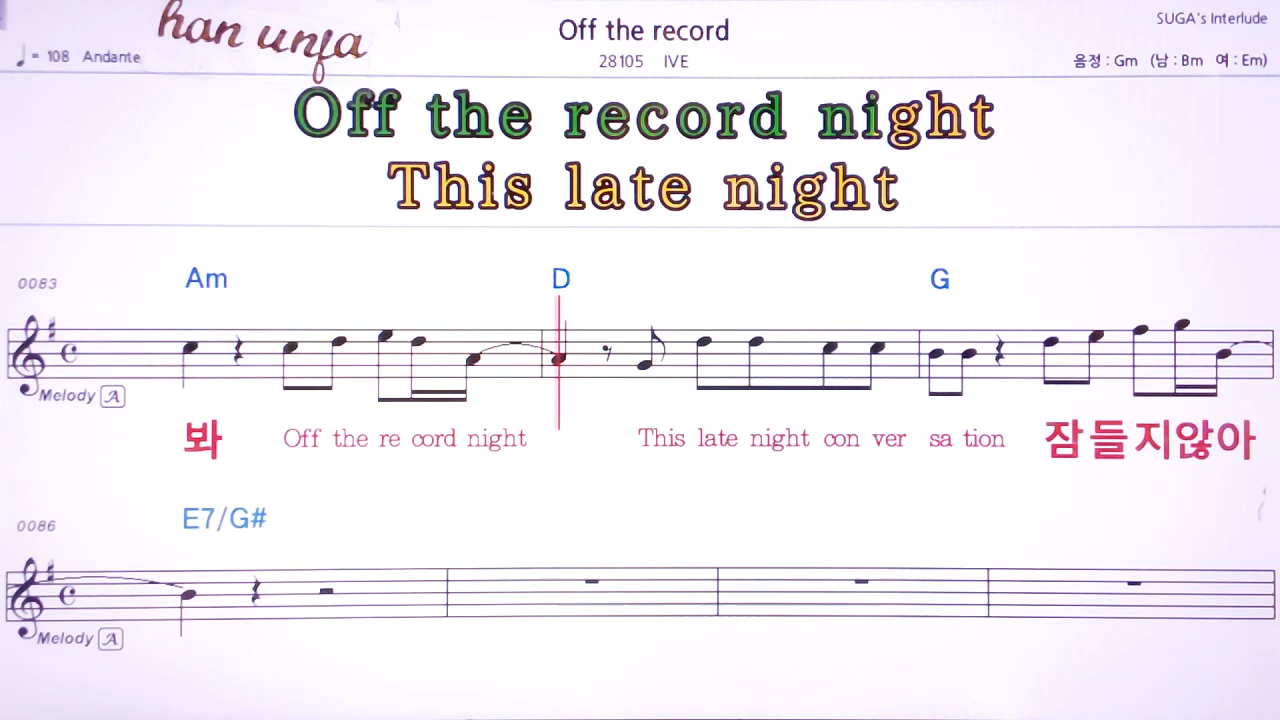 han unfa
Off the record
SUGA's Interlude
♩= 108 Andante
28105 IVE
음정 : Gm (남 : Bm 여 : Em)
Off the record night
This late night
0083
Am D G
Melody A
봐 Off the re cord night This late night con ver sa tion 잠들지않아
0086
E7/G#
Melody A